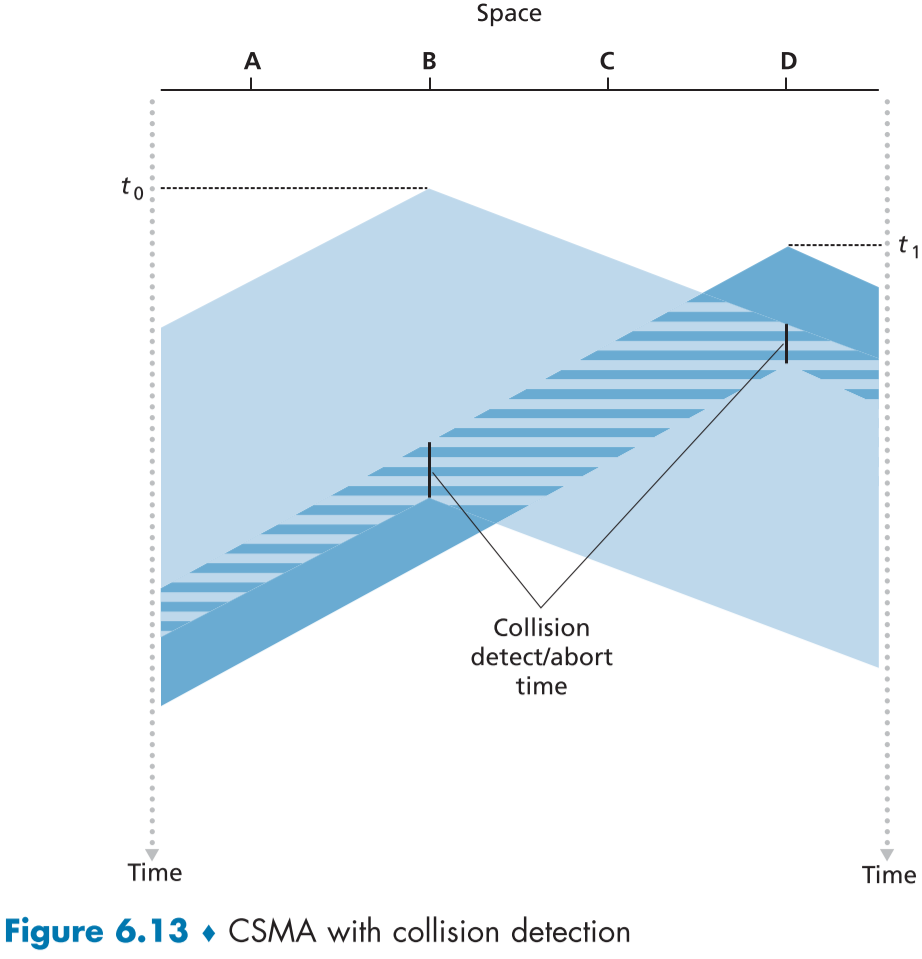 Space
A B C D
t0
t1
Collision
detect/abort
time
Time Time
Figure 6.13 ♦ CSMA with collision detection